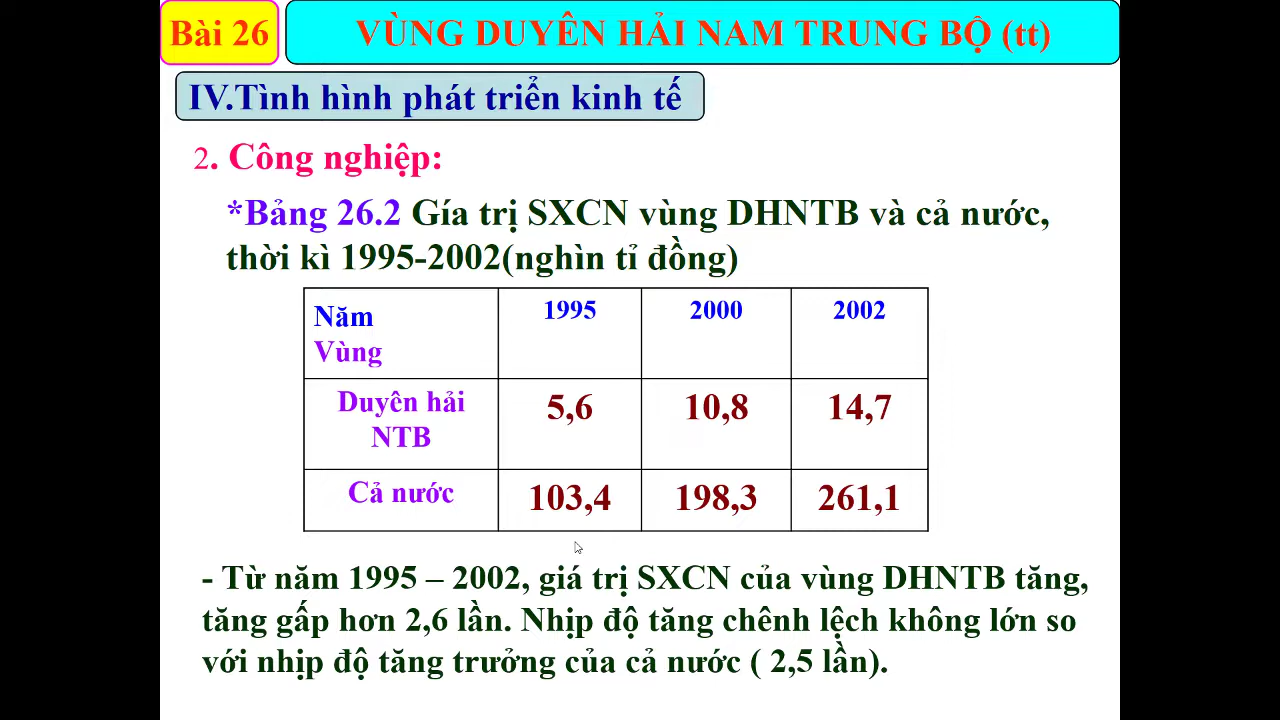 Bài 26
VÙNG DUYÊN HẢI NAM TRUNG BỘ (tt)
IV.Tình hình phát triển kinh tế
2. Công nghiệp:
*Bảng 26.2 Gía trị SXCN vùng DHNTB và cả nước,
thời kì 1995-2002(nghìn tỉ đồng)
Năm 1995 2000 2002
Vùng
Duyên hải 5,6 10,8 14,7
NTB
Cả nước 103,4 198,3 261,1
- Từ năm 1995 – 2002, giá trị SXCN của vùng DHNTB tăng,
tăng gấp hơn 2,6 lần. Nhịp độ tăng chênh lệch không lớn so
với nhịp độ tăng trưởng của cả nước ( 2,5 lần).